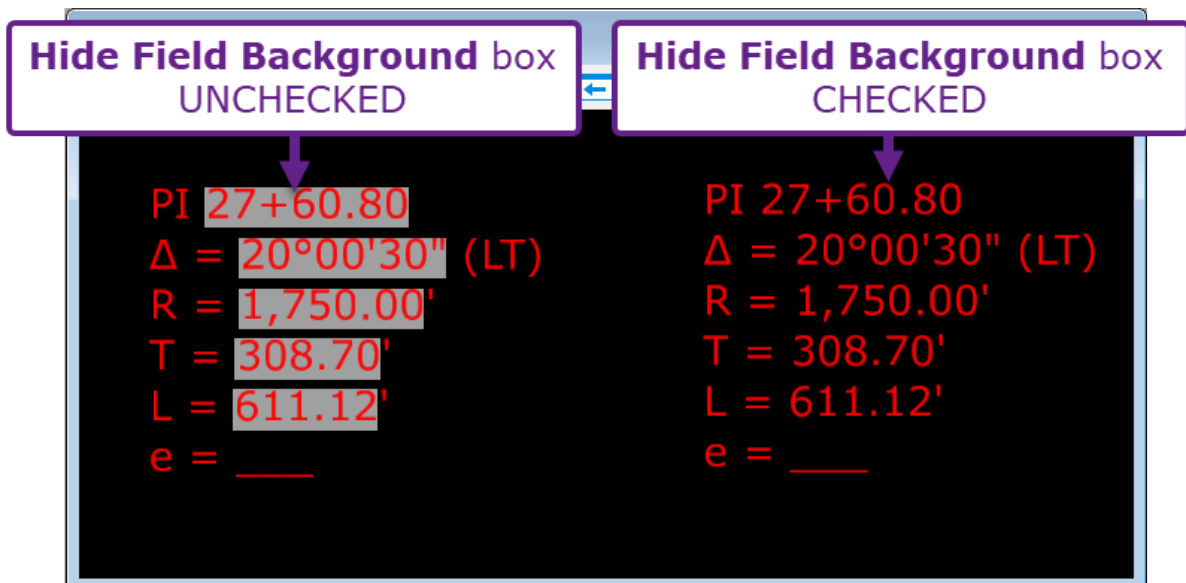 Hide Field Background box
UNCHECKED
Hide Field Background box
CHECKED
PI 27+60.80
Δ = 20°00'30" (LT)
R = 1,750.00'
T = 308.70'
L = 611.12'
e = ___
PI 27+60.80
Δ = 20°00'30" (LT)
R = 1,750.00'
T = 308.70'
L = 611.12'
e = ___